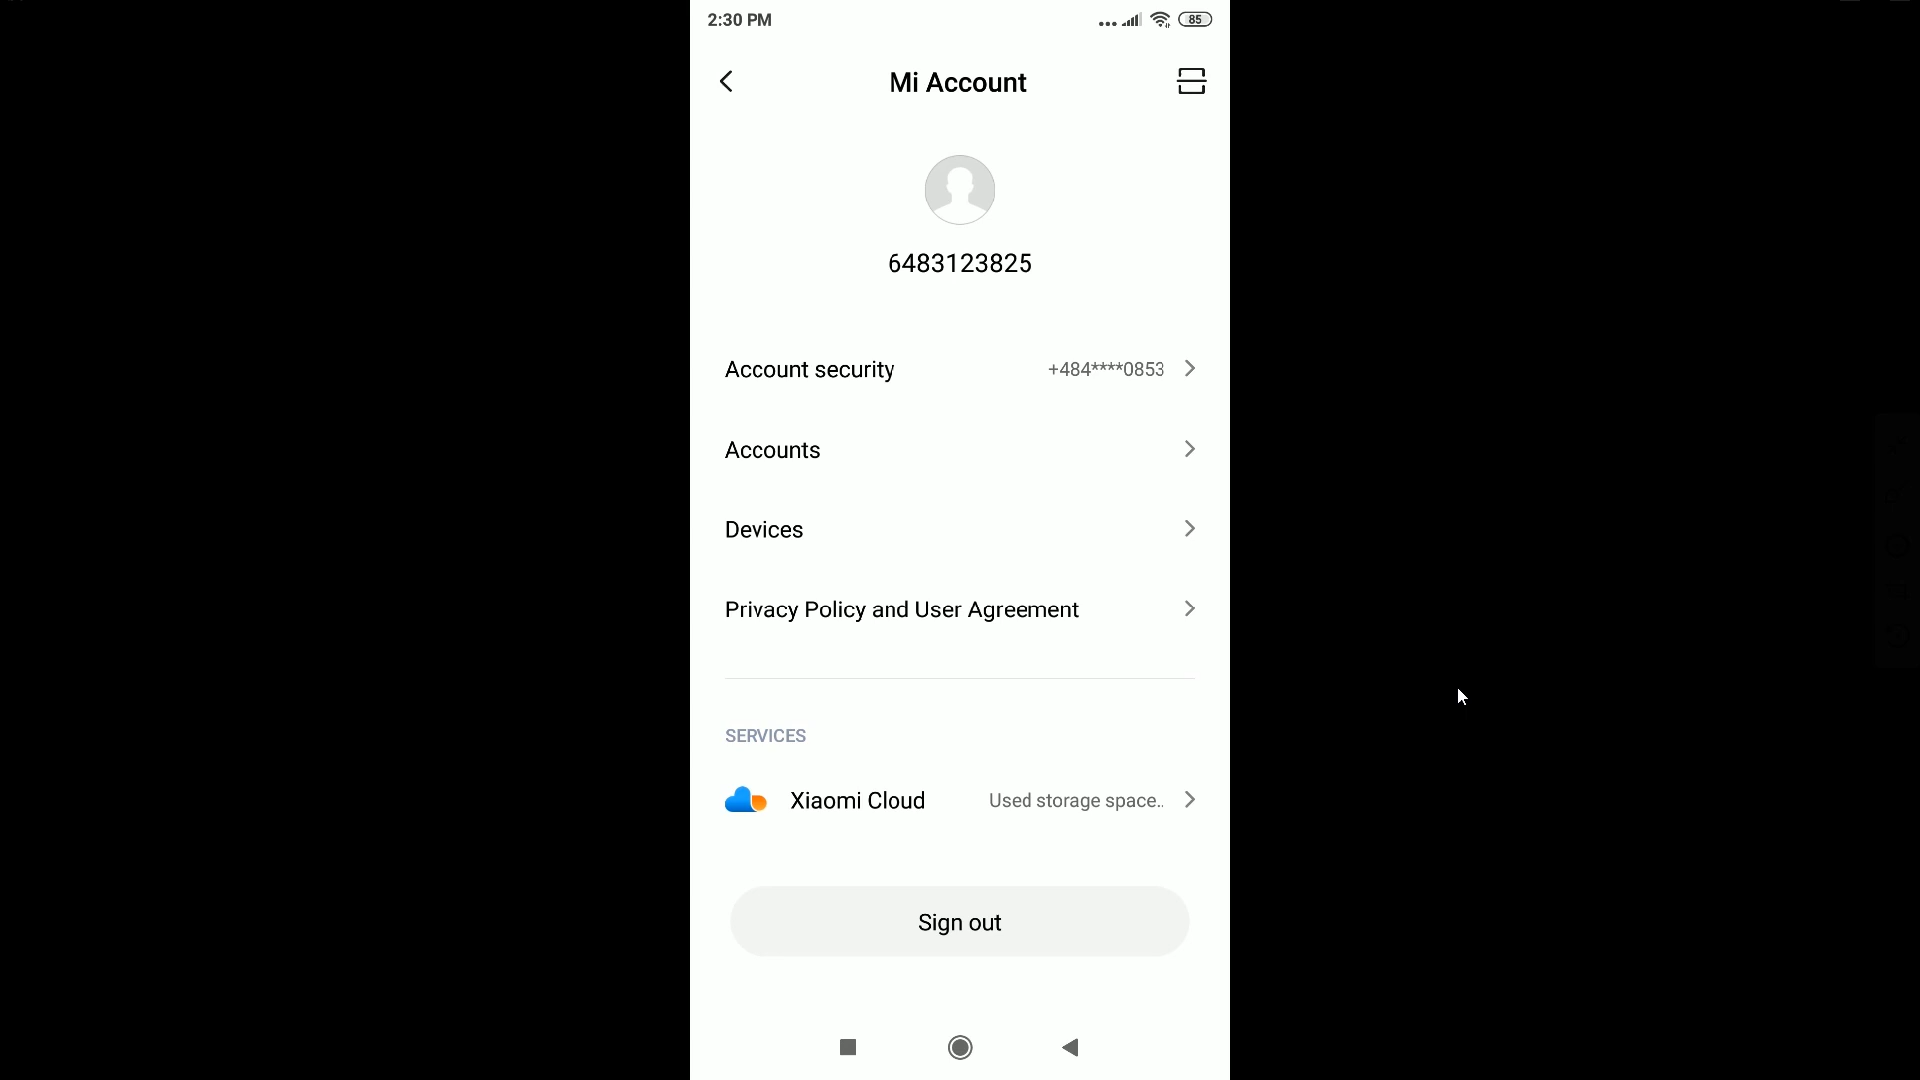 2:30 PM
85
Mi Account
6483123825
Account security
+484****0853
Accounts
Devices
Privacy Policy and User Agreement
SERVICES
Xiaomi Cloud
Used storage space..
Sign out